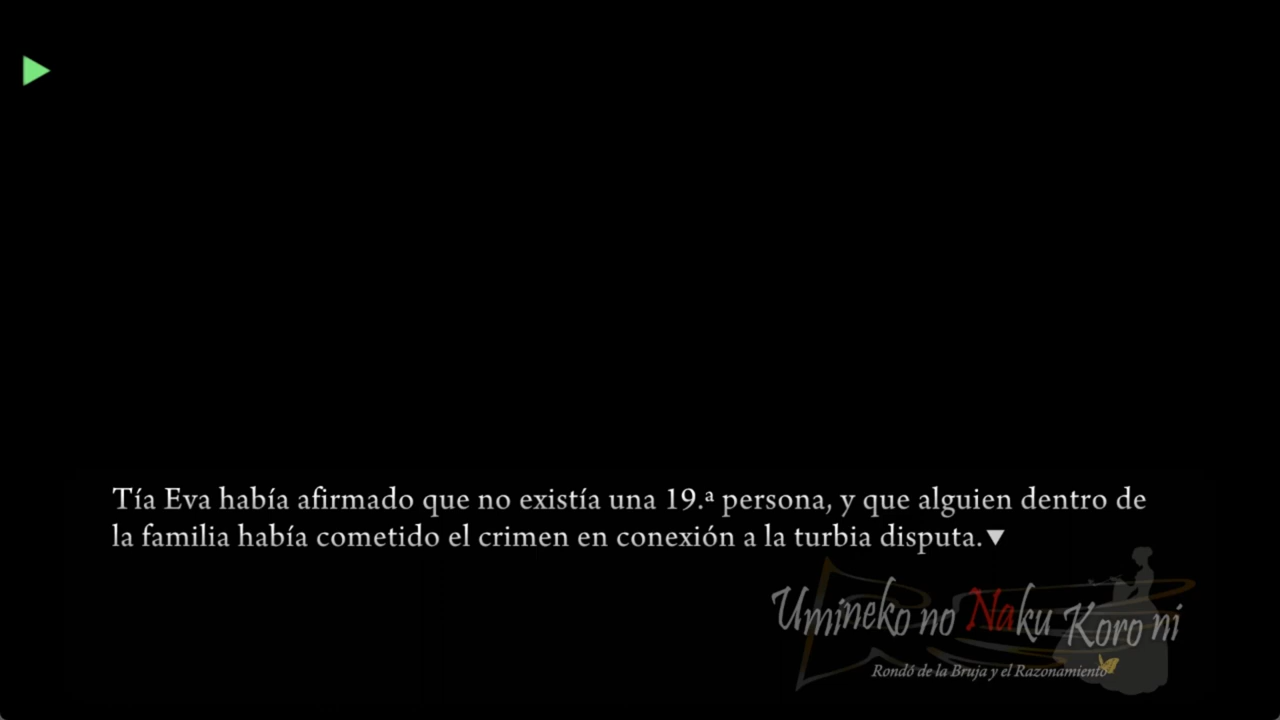 Tía Eva había afirmado que no existía una 19.ª persona, y que alguien dentro de
la familia había cometido el crimen en conexión a la turbia disputa.
Umineko no Naku Koro ni
Rondó de la Bruja y el Razonamiento